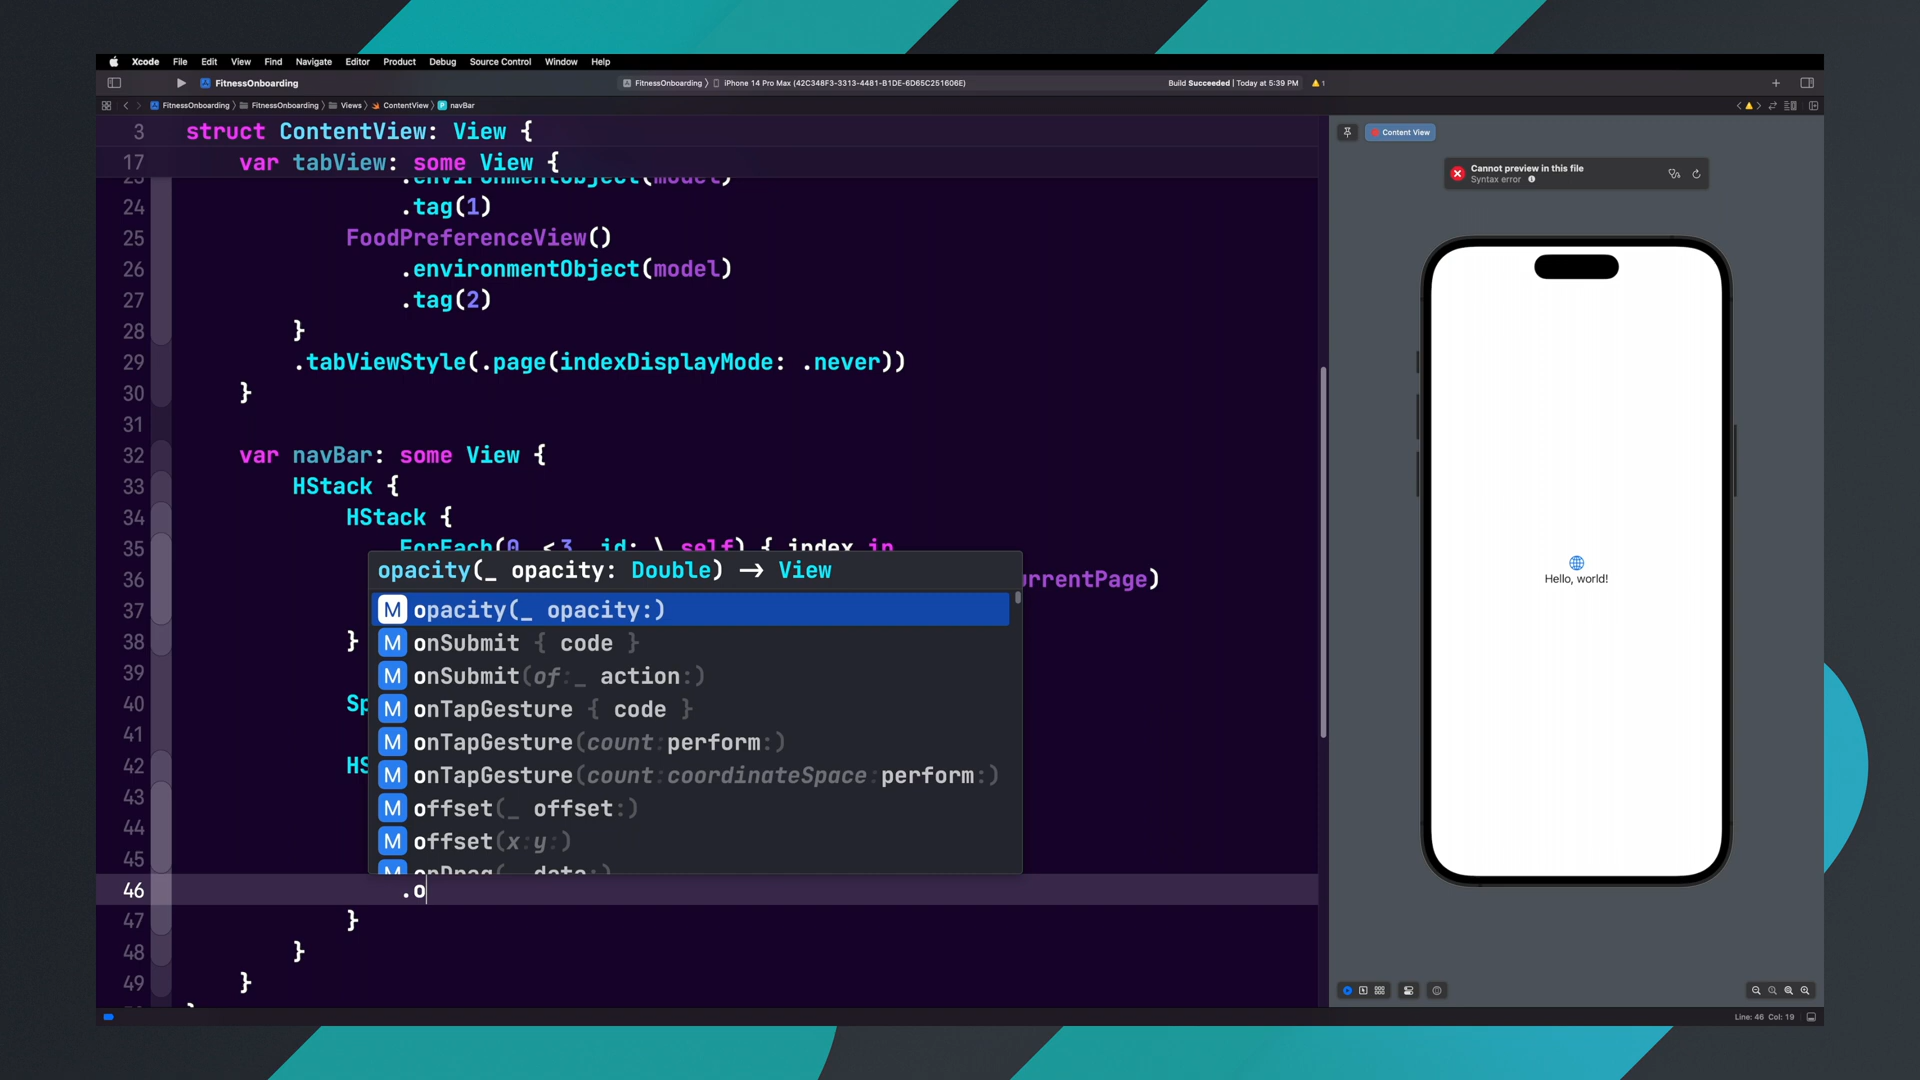 Xcode File Edit View Find Navigate Editor Product Debug Source Control Window Help
FitnessOnboarding
FitnessOnboarding 〉 iPhone 14 Pro Max (42C348F3-3313-4481-B1DE-6D65C251606E)
Build Succeeded | Today at 5:39 PM
1
FitnessOnboarding 〉 FitnessOnboarding 〉 Views 〉 ContentView 〉 P navBar
3 struct ContentView: View {
17 var tabView: some View {
.environmentObject(model)
24 .tag(1)
25 FoodPreferenceView()
26 .environmentObject(model)
27 .tag(2)
28 }
29 .tabViewStyle(.page(indexDisplayMode: .never))
30 }
31
32 var navBar: some View {
33 HStack {
34 HStack {
35 ForEach(0..<3, id: \.self) { index in
36 urrentPage)
37
38 }
39
40 Sp
41
42 HS
43
44
45
46 .o
47 }
48 }
49 }
opacity(_ opacity: Double) -> View
M opacity(_ opacity:)
M onSubmit { code }
M onSubmit(of:_ action:)
M onTapGesture { code }
M onTapGesture(count:perform:)
M onTapGesture(count:coordinateSpace:perform:)
M offset(_ offset:)
M offset(x:y:)
M onDrag(_ data:)
Content View
Cannot preview in this file
Syntax error
Hello, world!
Line: 46 Col: 19